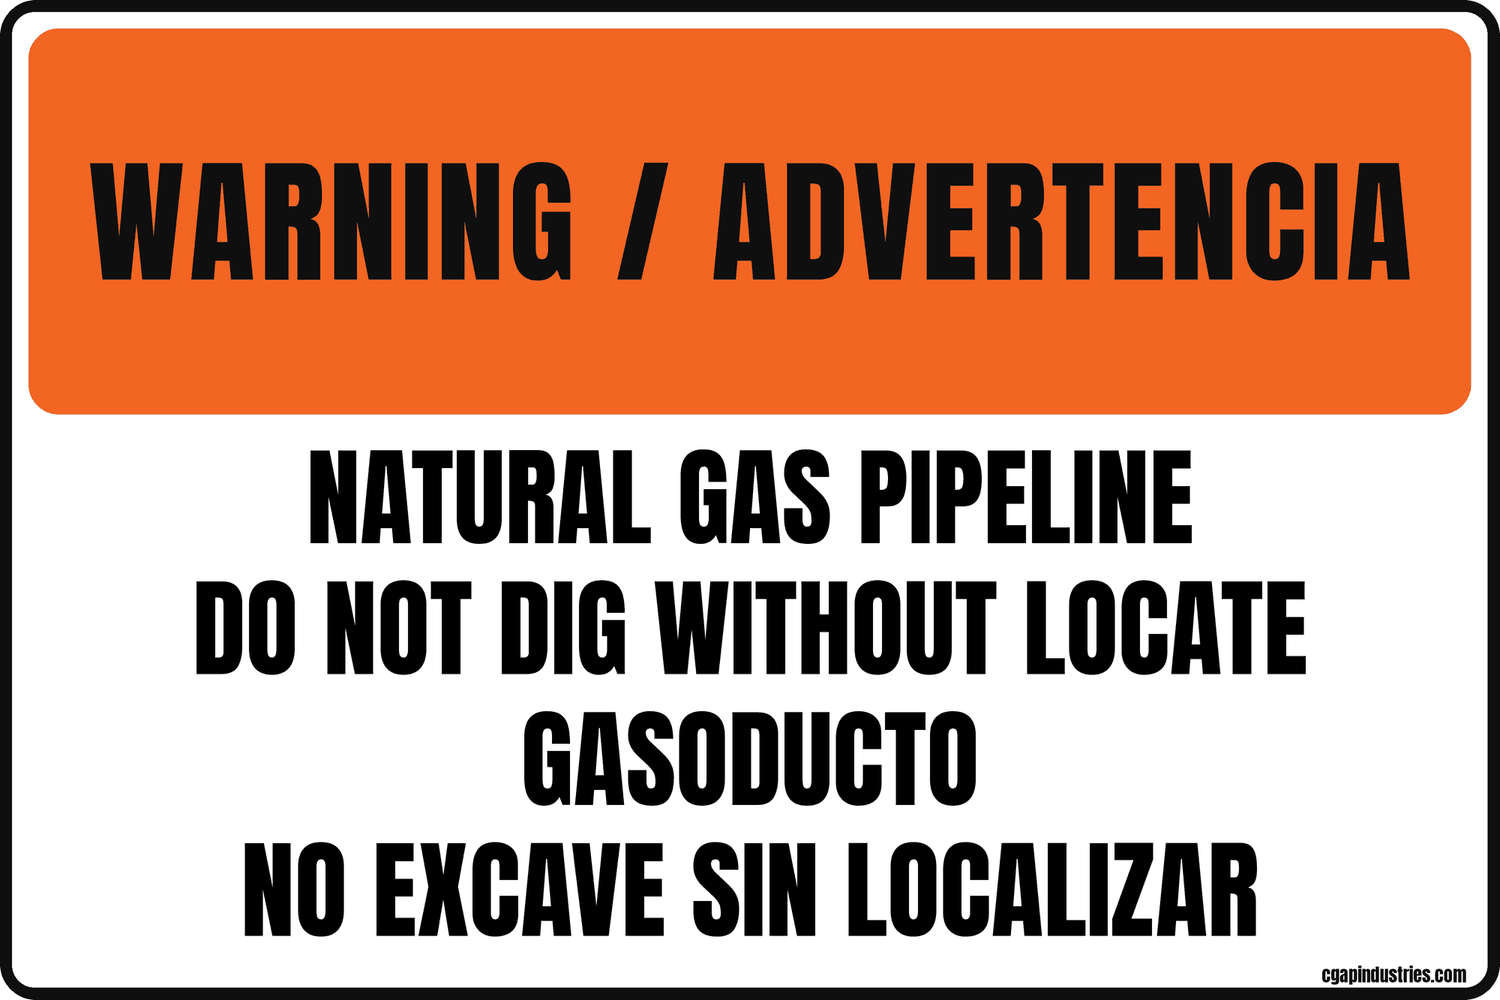 WARNING / ADVERTENCIA
NATURAL GAS PIPELINE
DO NOT DIG WITHOUT LOCATE
GASODUCTO
NO EXCAVE SIN LOCALIZAR
cgapindustries.com